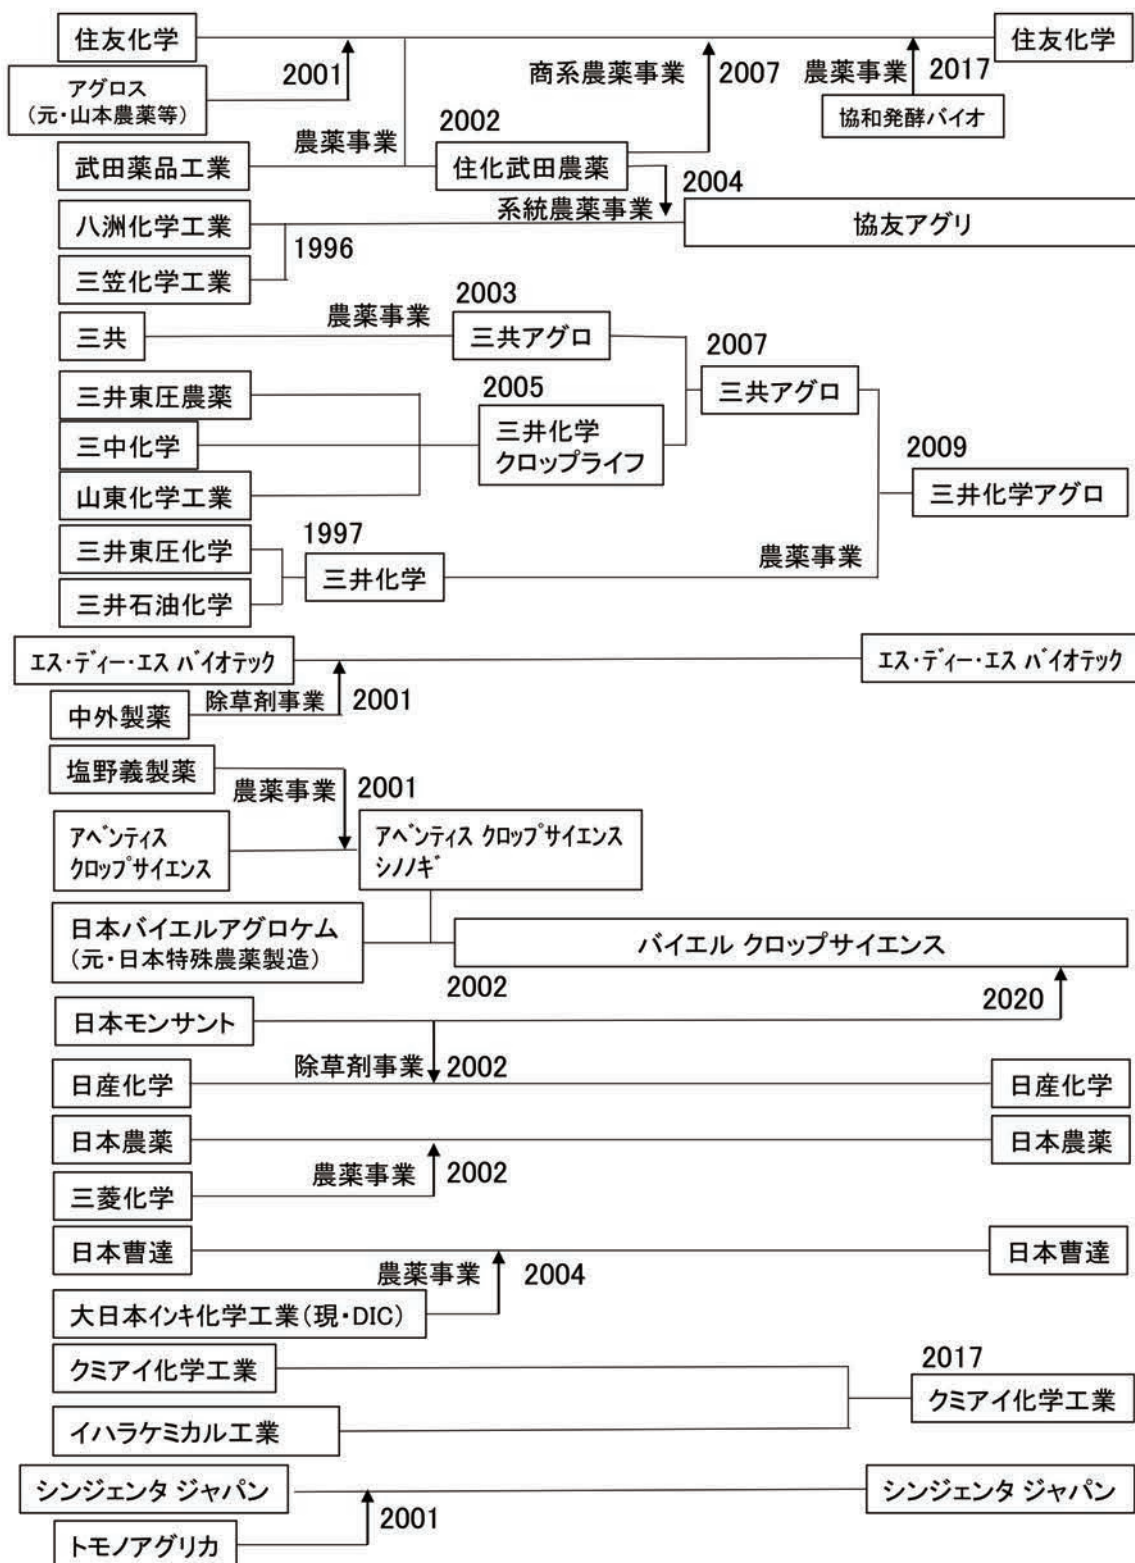 住友化学
住友化学
2001
商系農薬事業
2007
農薬事業
2017
アグロス
(元・山本農薬等)
協和発酵バイオ
農薬事業
2002
武田薬品工業
住化武田農薬
2004
八洲化学工業
系統農薬事業
協友アグリ
1996
三笠化学工業
2003
農薬事業
三共
三共アグロ
2007
三井東圧農薬
2005
三共アグロ
三中化学
三井化学
クロップライフ
2009
山東化学工業
三井化学アグロ
1997
三井東圧化学
農薬事業
三井化学
三井石油化学
エス・ディー・エス バイオテック
エス・ディー・エス バイオテック
除草剤事業
2001
中外製薬
塩野義製薬
農薬事業
2001
アベンティス
クロップサイエンス
アベンティス クロップサイエンス
シノノギ
日本バイエルアグロケム
(元・日本特殊農薬製造)
バイエル クロップサイエンス
2002
2020
日本モンサント
除草剤事業
2002
日産化学
日産化学
日本農薬
日本農薬
農薬事業
2002
三菱化学
日本曹達
日本曹達
農薬事業
2004
大日本インキ化学工業(現・DIC)
クミアイ化学工業
2017
クミアイ化学工業
イハラケミカル工業
シンジェンタ ジャパン
シンジェンタ ジャパン
2001
トモノアグリカ